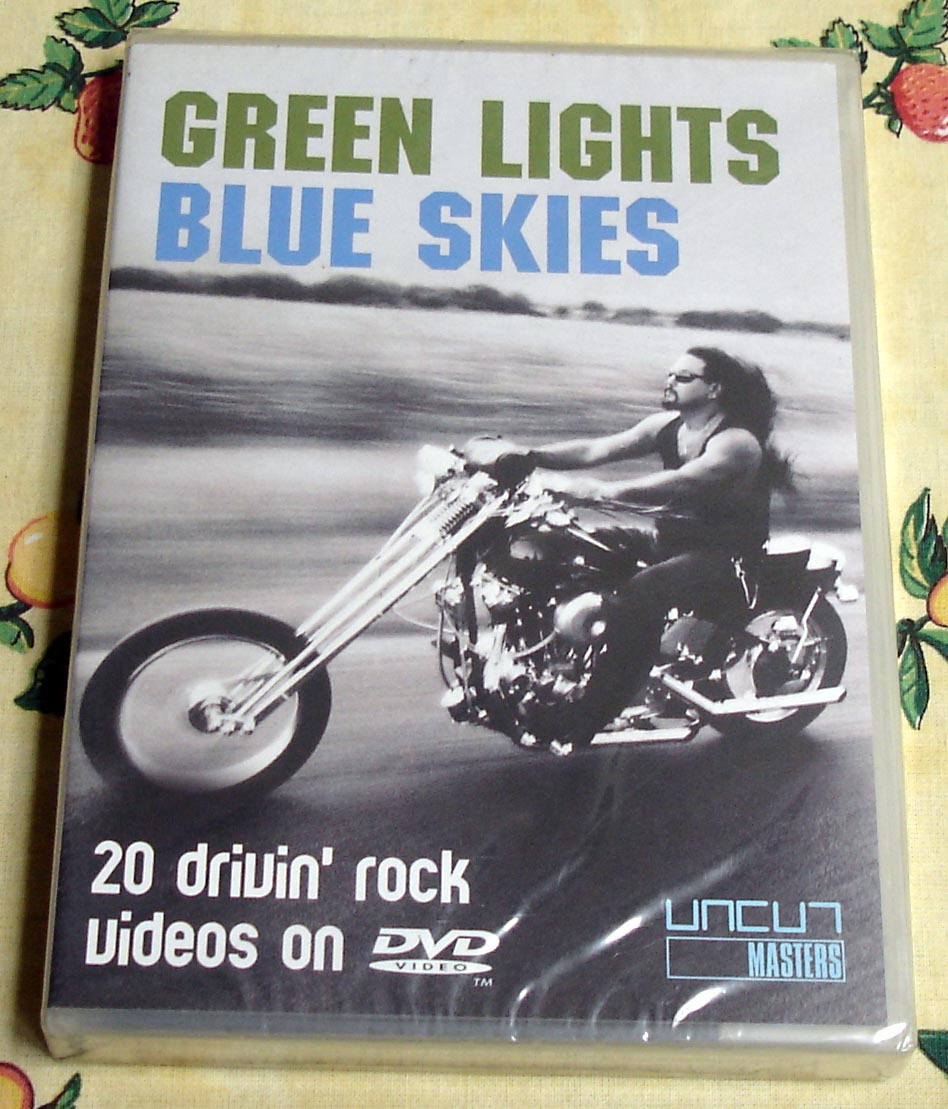 GREEN LIGHTS
BLUE SKIES
20 drivin' rock
videos on DVD
VIDEO
TM
UNCUT
MASTERS